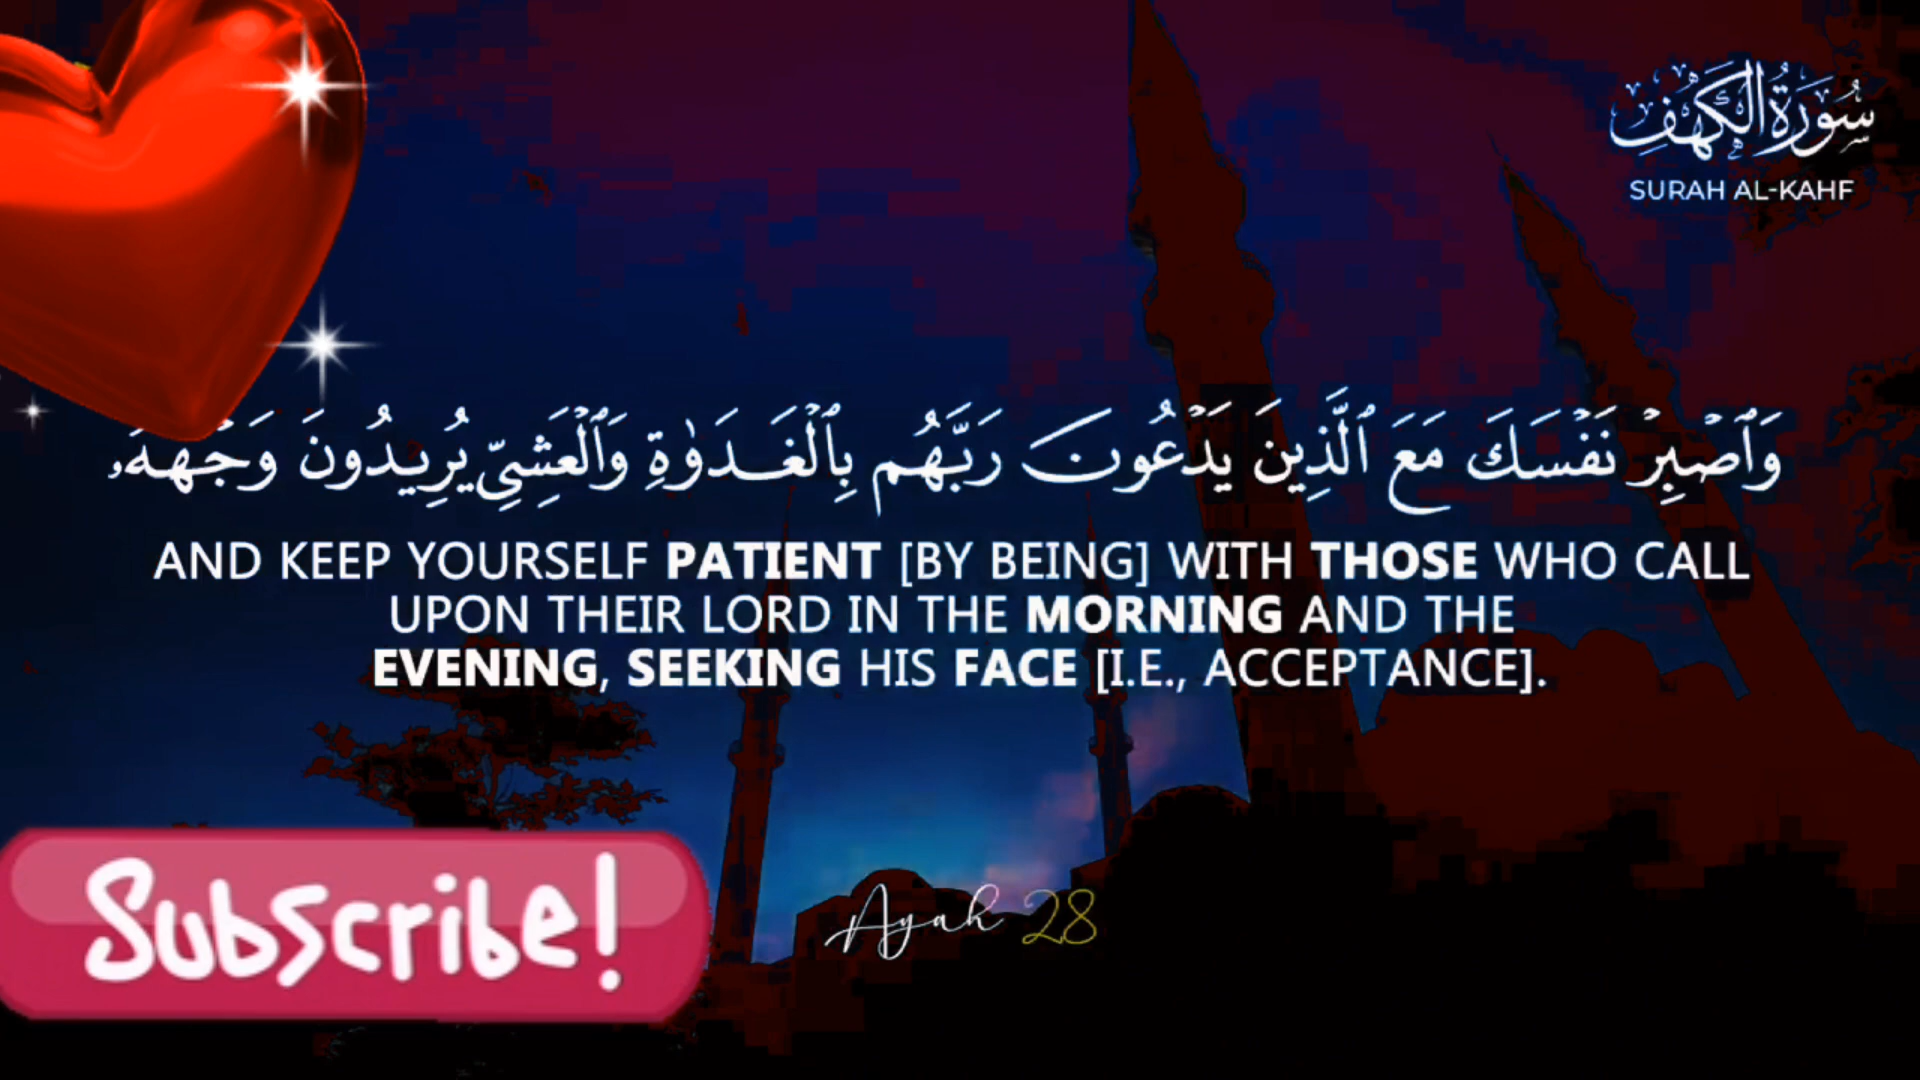 سُورَةُ الكَهْفِ
SURAH AL-KAHF
وَٱصۡبِرۡ نَفۡسَكَ مَعَ ٱلَّذِينَ يَدۡعُونَ رَبَّهُم بِٱلۡغَدَوٰةِ وَٱلۡعَشِيِّ يُرِيدُونَ وَجۡهَهُۥ
AND KEEP YOURSELF PATIENT [BY BEING] WITH THOSE WHO CALL
UPON THEIR LORD IN THE MORNING AND THE
EVENING, SEEKING HIS FACE [I.E., ACCEPTANCE].
Ayah 28
Subscribe!